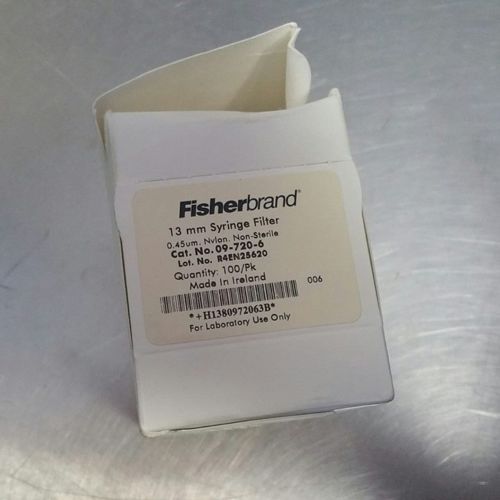 Fisherbrand®
13 mm Syringe Filter
0.45um. Nylon. Non-Sterile
Cat. No. 09-720-6
Lot. No. R4EN25620
Quantity: 100/Pk
Made In Ireland
006
*+H1380972063B*
For Laboratory Use Only